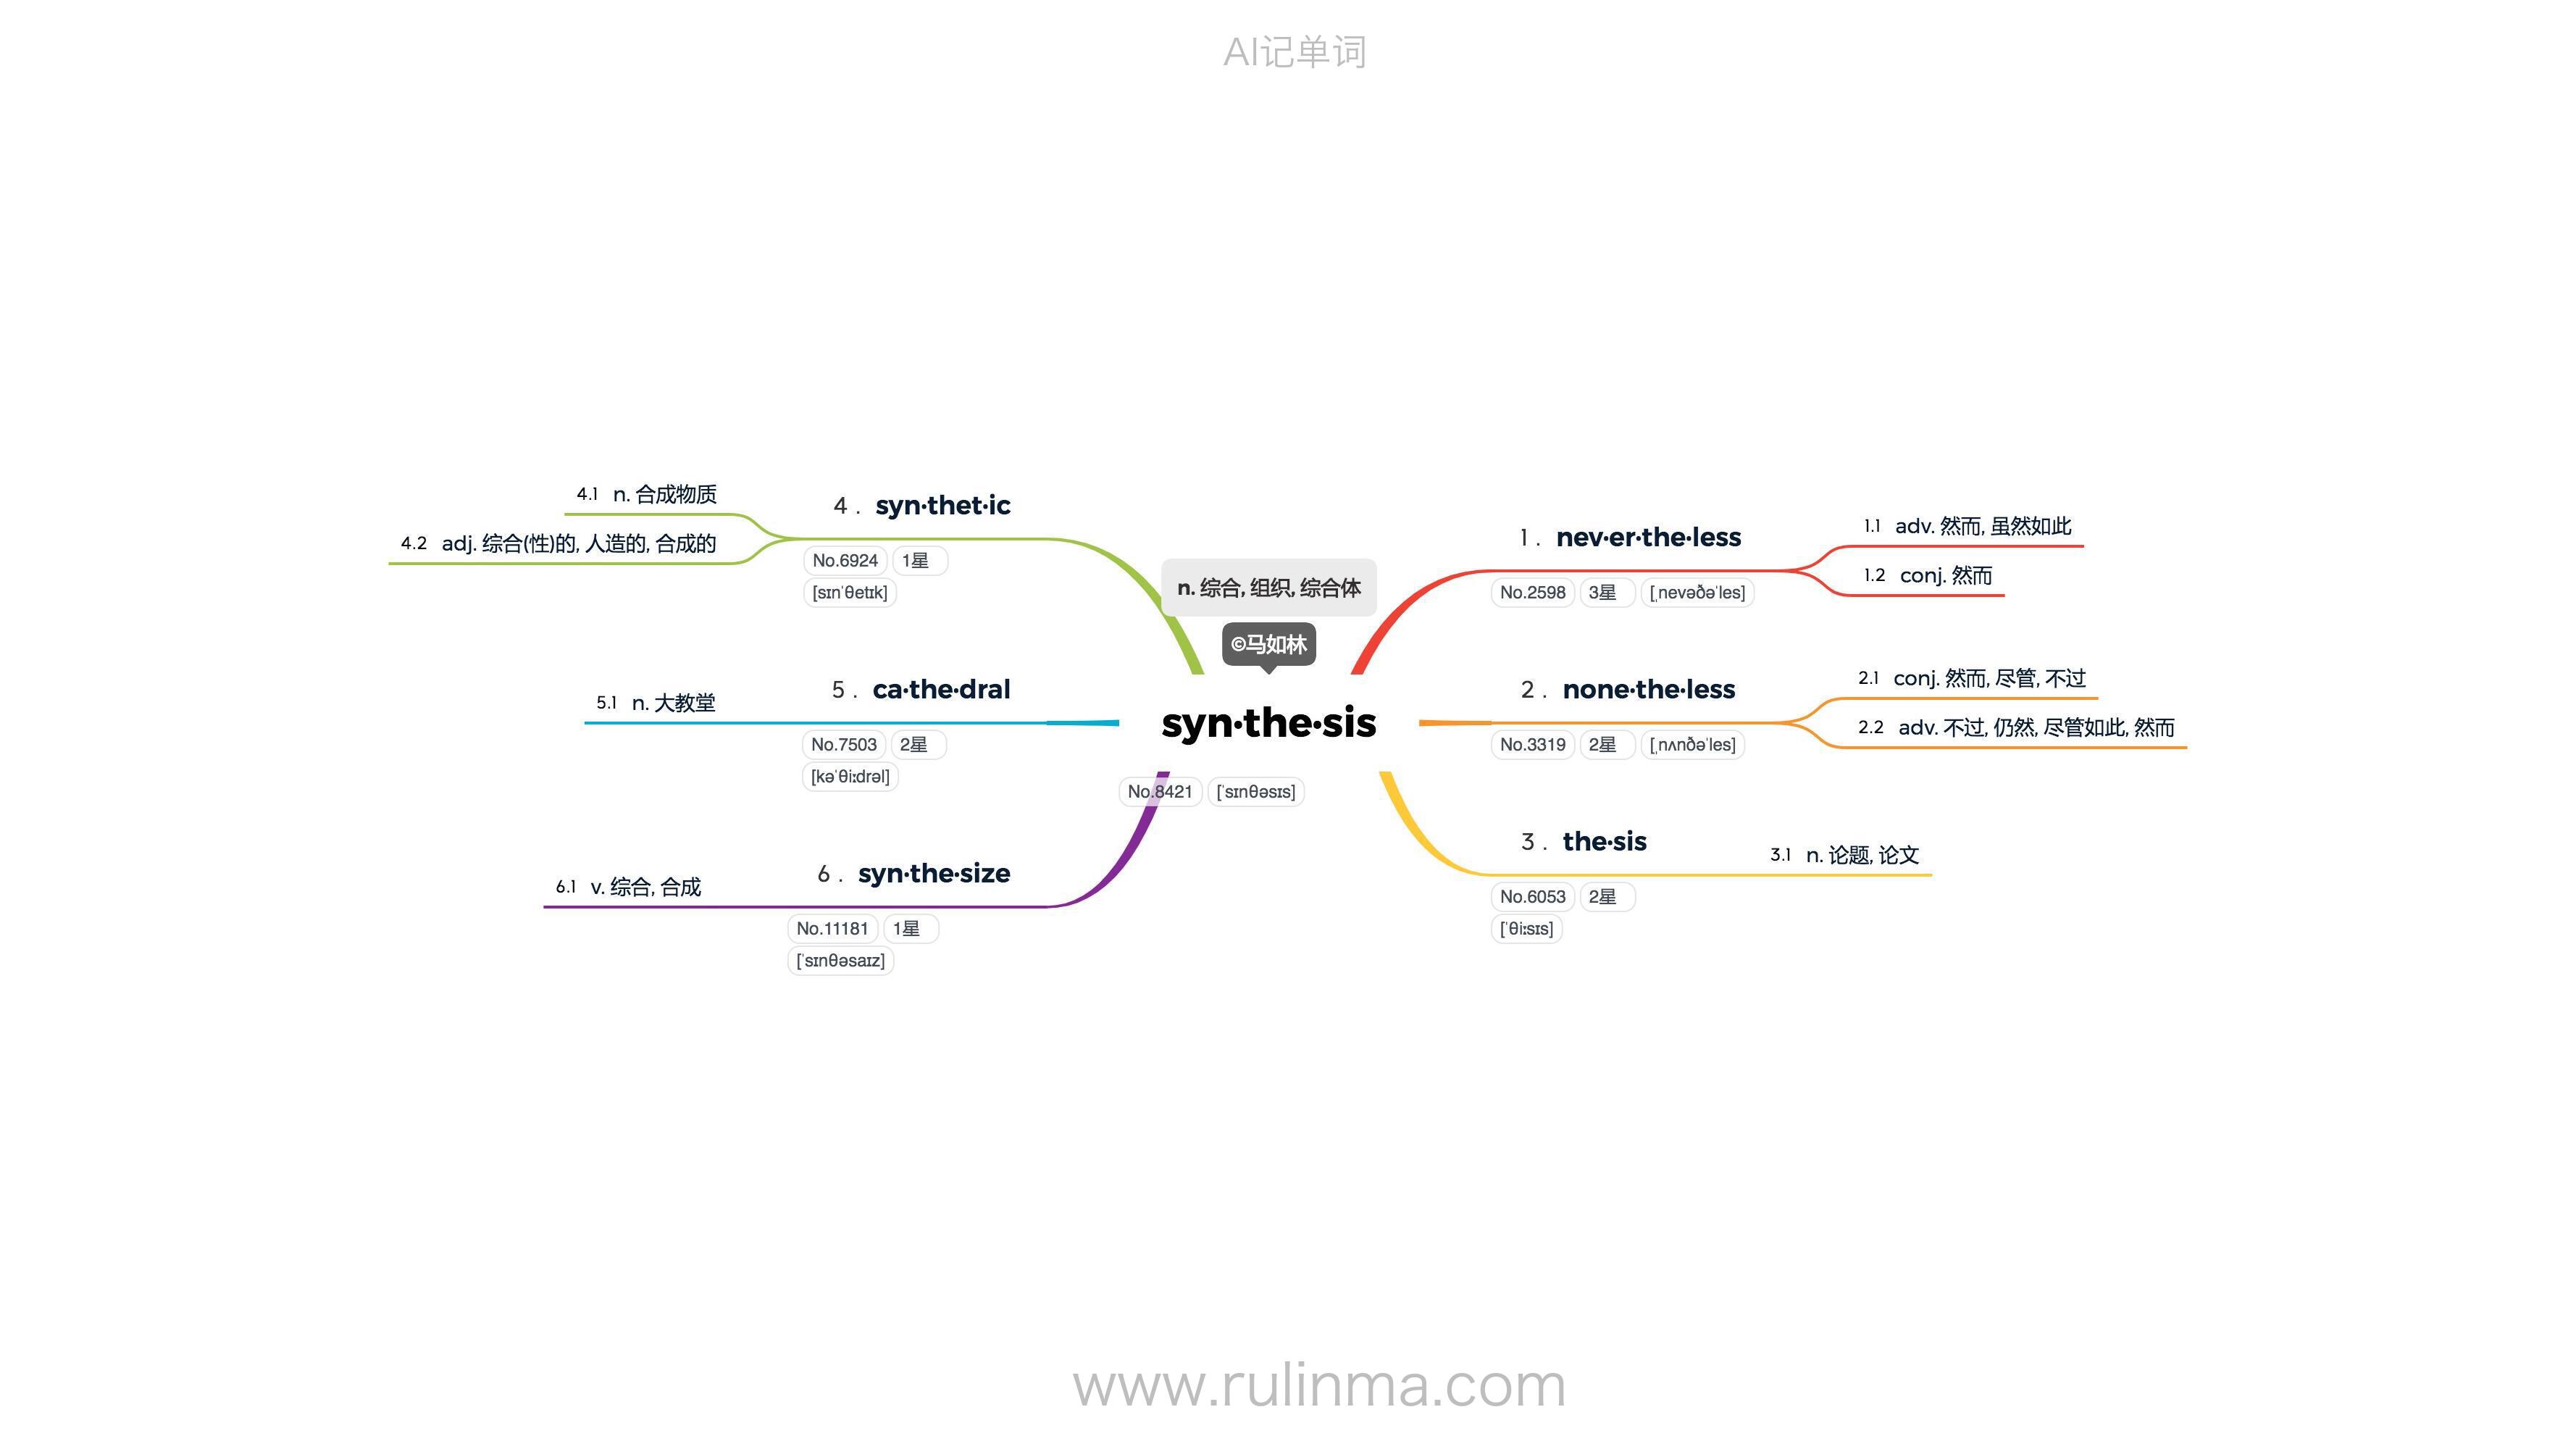 AI记单词
n. 综合, 组织, 综合体
©马如林
syn·the·sis
No.8421 [ˈsɪnθəsɪs]
1 . nev·er·the·less
No.2598 3星 [ˌnevəðəˈles]
1.1 adv. 然而, 虽然如此
1.2 conj. 然而
2 . none·the·less
No.3319 2星 [ˌnʌnðəˈles]
2.1 conj. 然而, 尽管, 不过
2.2 adv. 不过, 仍然, 尽管如此, 然而
3 . the·sis
No.6053 2星
[ˈθiːsɪs]
3.1 n. 论题, 论文
4 . syn·thet·ic
No.6924 1星
[sɪnˈθetɪk]
4.1 n. 合成物质
4.2 adj. 综合(性)的, 人造的, 合成的
5 . ca·the·dral
No.7503 2星
[kəˈθiːdrəl]
5.1 n. 大教堂
6 . syn·the·size
No.11181 1星
[ˈsɪnθəsaɪz]
6.1 v. 综合, 合成
www.rulinma.com